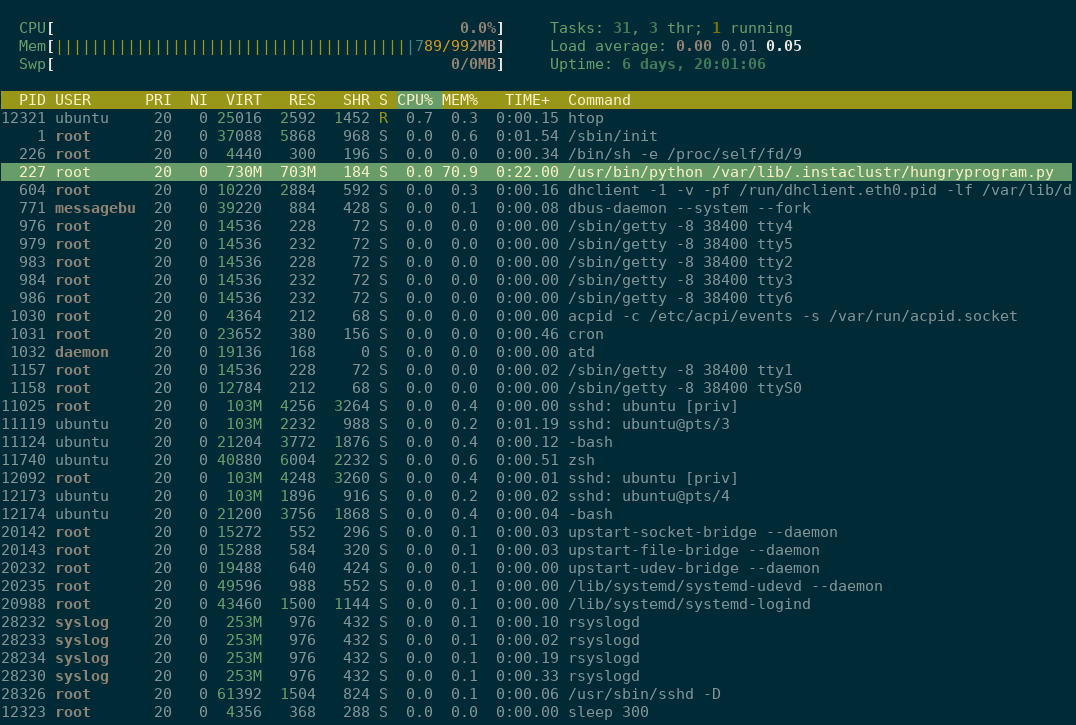 CPU[ 0.0%] Tasks: 31, 3 thr; 1 running
Mem[||||||||||||||||||||||||||||||||||||||||789/992MB] Load average: 0.00 0.01 0.05
Swp[ 0/0MB] Uptime: 6 days, 20:01:06
PID USER PRI NI VIRT RES SHR S CPU% MEM% TIME+ Command
12321 ubuntu 20 0 25016 2592 1452 R 0.7 0.3 0:00.15 htop
1 root 20 0 37088 5868 968 S 0.0 0.6 0:01.54 /sbin/init
226 root 20 0 4440 300 196 S 0.0 0.0 0:00.34 /bin/sh -e /proc/self/fd/9
227 root 20 0 730M 703M 184 S 0.0 70.9 0:22.00 /usr/bin/python /var/lib/.instaclustr/hungryprogram.py
604 root 20 0 10220 2884 592 S 0.0 0.3 0:00.16 dhclient -1 -v -pf /run/dhclient.eth0.pid -lf /var/lib/d
771 messagebu 20 0 39220 884 428 S 0.0 0.1 0:00.08 dbus-daemon --system --fork
976 root 20 0 14536 228 72 S 0.0 0.0 0:00.00 /sbin/getty -8 38400 tty4
979 root 20 0 14536 232 72 S 0.0 0.0 0:00.00 /sbin/getty -8 38400 tty5
983 root 20 0 14536 228 72 S 0.0 0.0 0:00.00 /sbin/getty -8 38400 tty2
984 root 20 0 14536 232 72 S 0.0 0.0 0:00.00 /sbin/getty -8 38400 tty3
986 root 20 0 14536 232 72 S 0.0 0.0 0:00.00 /sbin/getty -8 38400 tty6
1030 root 20 0 4364 212 68 S 0.0 0.0 0:00.00 acpid -c /etc/acpi/events -s /var/run/acpid.socket
1031 root 20 0 23652 380 156 S 0.0 0.0 0:00.46 cron
1032 daemon 20 0 19136 168 0 S 0.0 0.0 0:00.00 atd
1157 root 20 0 14536 228 72 S 0.0 0.0 0:00.02 /sbin/getty -8 38400 tty1
1158 root 20 0 12784 212 68 S 0.0 0.0 0:00.00 /sbin/getty -8 38400 ttyS0
11025 root 20 0 103M 4256 3264 S 0.0 0.4 0:00.00 sshd: ubuntu [priv]
11119 ubuntu 20 0 103M 2232 988 S 0.0 0.2 0:01.19 sshd: ubuntu@pts/3
11124 ubuntu 20 0 21204 3772 1876 S 0.0 0.4 0:00.12 -bash
11740 ubuntu 20 0 40880 6004 2232 S 0.0 0.6 0:00.51 zsh
12092 root 20 0 103M 4248 3260 S 0.0 0.4 0:00.01 sshd: ubuntu [priv]
12173 ubuntu 20 0 103M 1896 916 S 0.0 0.2 0:00.02 sshd: ubuntu@pts/4
12174 ubuntu 20 0 21200 3756 1868 S 0.0 0.4 0:00.04 -bash
20142 root 20 0 15272 552 296 S 0.0 0.1 0:00.03 upstart-socket-bridge --daemon
20143 root 20 0 15288 584 320 S 0.0 0.1 0:00.03 upstart-file-bridge --daemon
20232 root 20 0 19488 640 424 S 0.0 0.1 0:00.00 upstart-udev-bridge --daemon
20235 root 20 0 49596 988 552 S 0.0 0.1 0:00.00 /lib/systemd/systemd-udevd --daemon
20988 root 20 0 43460 1500 1144 S 0.0 0.1 0:00.00 /lib/systemd/systemd-logind
28232 syslog 20 0 253M 976 432 S 0.0 0.1 0:00.10 rsyslogd
28233 syslog 20 0 253M 976 432 S 0.0 0.1 0:00.02 rsyslogd
28234 syslog 20 0 253M 976 432 S 0.0 0.1 0:00.19 rsyslogd
28230 syslog 20 0 253M 976 432 S 0.0 0.1 0:00.33 rsyslogd
28326 root 20 0 61392 1504 824 S 0.0 0.1 0:00.06 /usr/sbin/sshd -D
12323 root 20 0 4356 368 288 S 0.0 0.0 0:00.00 sleep 300